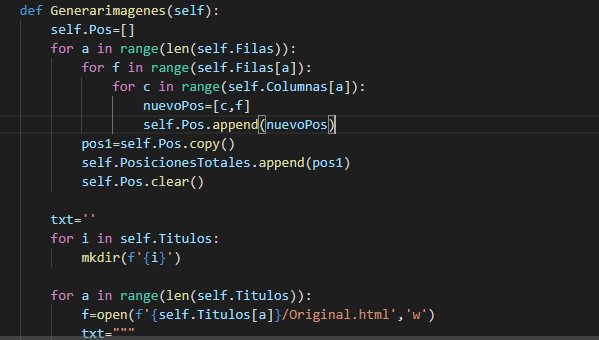 def Generarimagenes(self):
self.Pos=[]
for a in range(len(self.Filas)):
for f in range(self.Filas[a]):
for c in range(self.Columnas[a]):
nuevoPos=[c,f]
self.Pos.append(nuevoPos)
pos1=self.Pos.copy()
self.PosicionesTotales.append(pos1)
self.Pos.clear()
txt=''
for i in self.Titulos:
mkdir(f'{i}')
for a in range(len(self.Titulos)):
f=open(f'{self.Titulos[a]}/Original.html','w')
txt="""